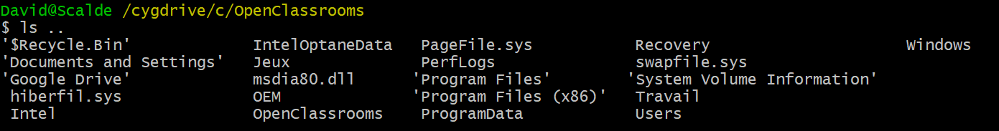 David@Scalde /cygdrive/c/OpenClassrooms
$ ls ..
'$Recycle.Bin' IntelOptaneData PageFile.sys Recovery Windows
'Documents and Settings' Jeux PerfLogs swapfile.sys
'Google Drive' msdia80.dll 'Program Files' 'System Volume Information'
hiberfil.sys OEM 'Program Files (x86)' Travail
Intel OpenClassrooms ProgramData Users